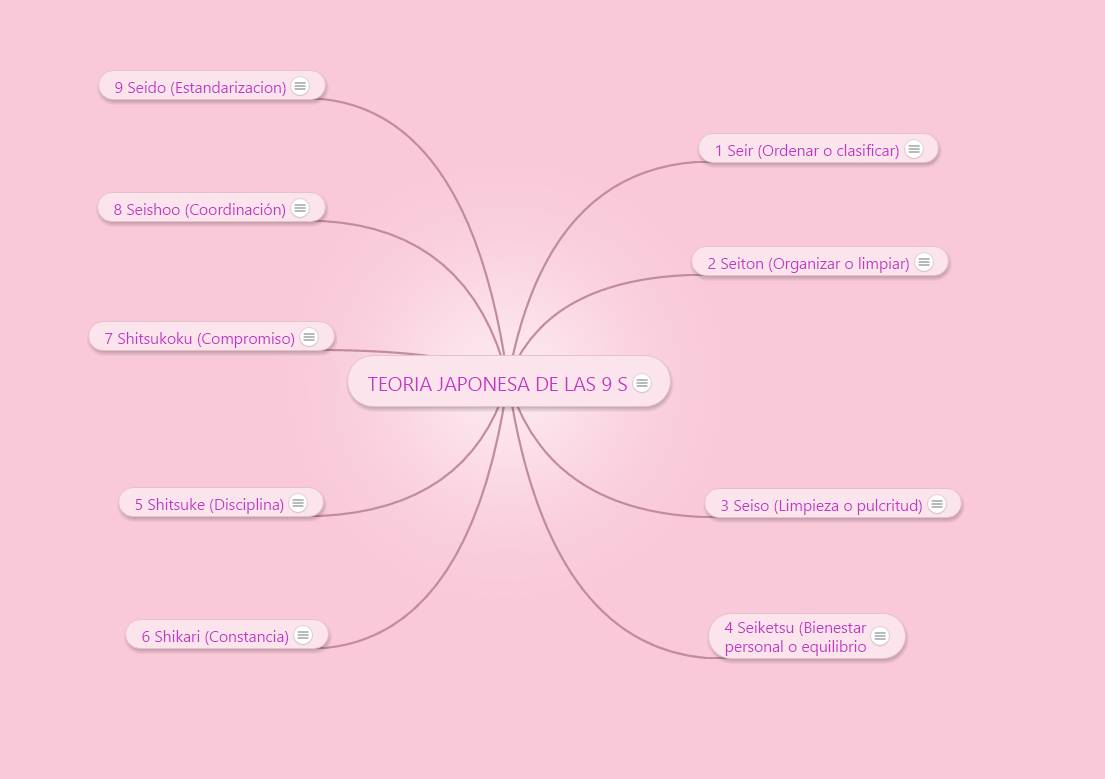 TEORIA JAPONESA DE LAS 9 S
1 Seir (Ordenar o clasificar)
2 Seiton (Organizar o limpiar)
3 Seiso (Limpieza o pulcritud)
4 Seiketsu (Bienestar
personal o equilibrio
5 Shitsuke (Disciplina)
6 Shikari (Constancia)
7 Shitsukoku (Compromiso)
8 Seishoo (Coordinación)
9 Seido (Estandarizacion)